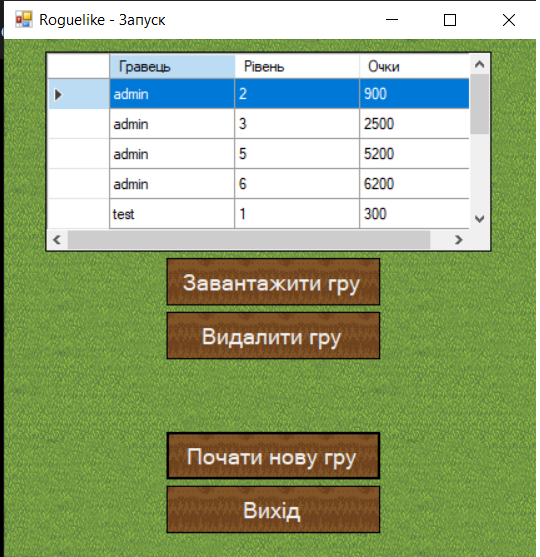 Roguelike - Запуск
Гравець Рівень Очки
admin 2 900
admin 3 2500
admin 5 5200
admin 6 6200
test 1 300
Завантажити гру
Видалити гру
Почати нову гру
Вихід